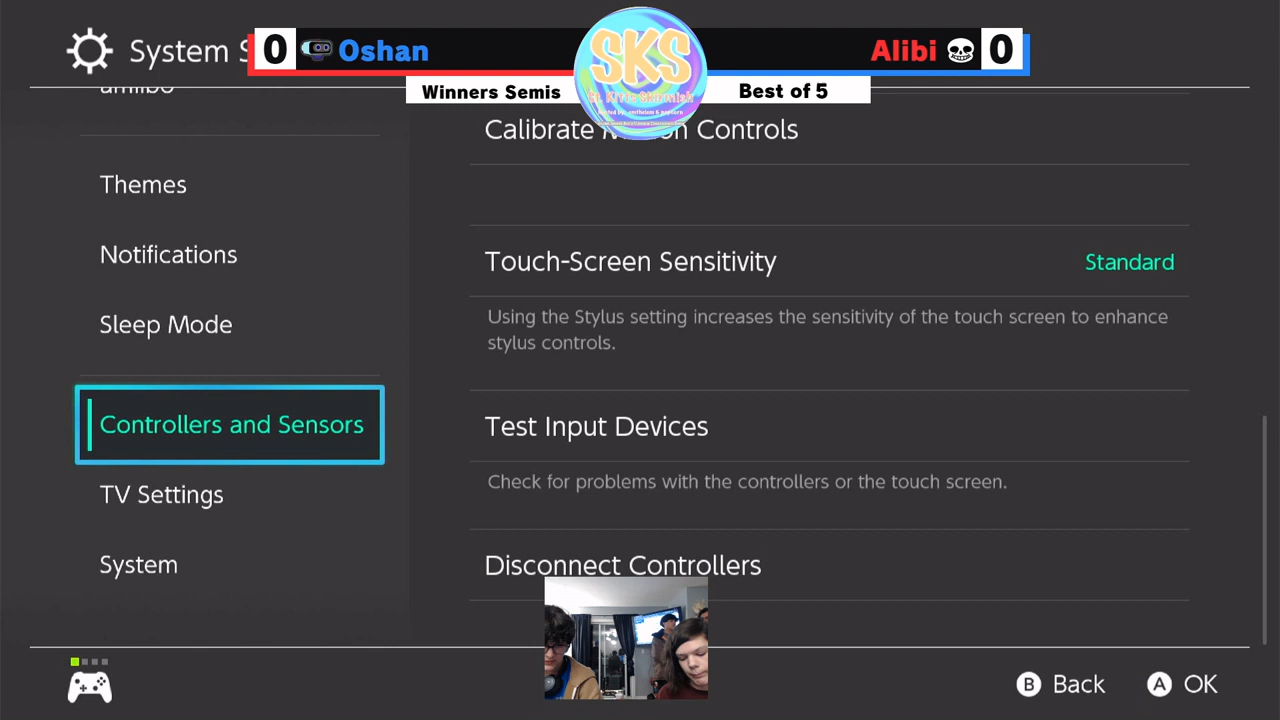 System S
0 Oshan
Alibi 0
SKS
Winners Semis
Best of 5
amiibo
Themes
Notifications
Sleep Mode
Controllers and Sensors
TV Settings
System
Calibrate Controls
Touch-Screen Sensitivity Standard
Using the Stylus setting increases the sensitivity of the touch screen to enhance
stylus controls.
Test Input Devices
Check for problems with the controllers or the touch screen.
Disconnect Controllers
B Back A OK